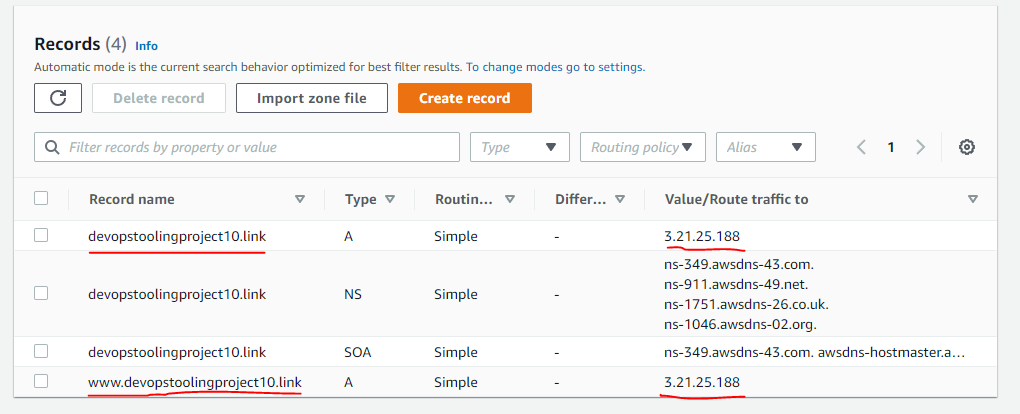 Records (4) Info
Automatic mode is the current search behavior optimized for best filter results. To change modes go to settings.
Delete record Import zone file Create record
Filter records by property or value Type Routing policy Alias 1
Record name Type Routin... Differ... Value/Route traffic to
devopstoolingproject10.link A Simple - 3.21.25.188
devopstoolingproject10.link NS Simple - ns-349.awsdns-43.com.
ns-911.awsdns-49.net.
ns-1751.awsdns-26.co.uk.
ns-1046.awsdns-02.org.
devopstoolingproject10.link SOA Simple - ns-349.awsdns-43.com. awsdns-hostmaster.a...
www.devopstoolingproject10.link A Simple - 3.21.25.188